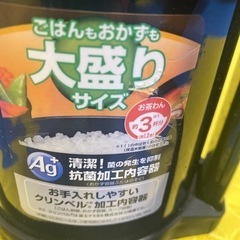 ごはんもおかずも
大盛り
サイズ
お茶わん
約3杯分
Ag+
清潔!菌の発生を抑制
抗菌加工内容器
お手入れしやすい
クリンベル加工内容器